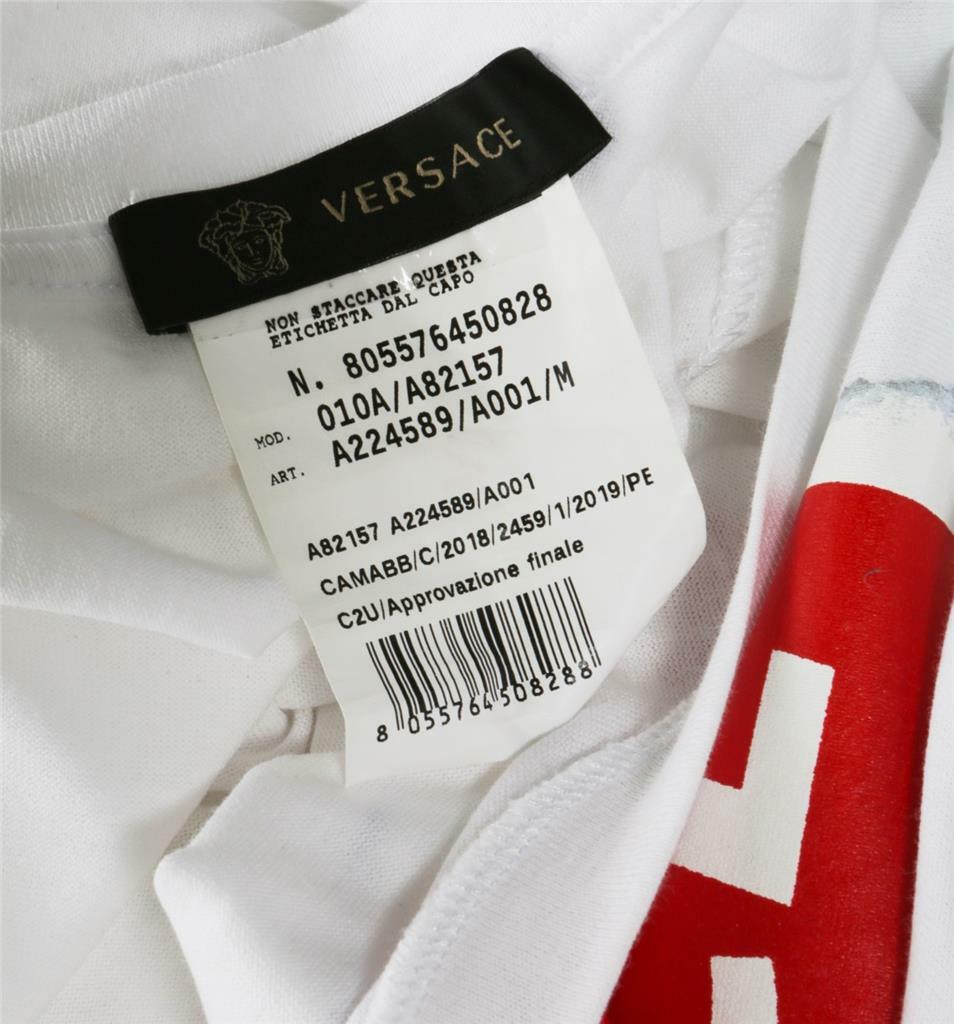 VERSACE
NON STACCARE QUESTA
ETICHETTA DAL CAPO
N. 805576450828
MOD. 010A/A82157
ART. A224589/A001/M
A82157 A224589/A001
CAMABB/C/2018/2459/1/2019/PE
C2U/Approvazione finale
8 055764 508288